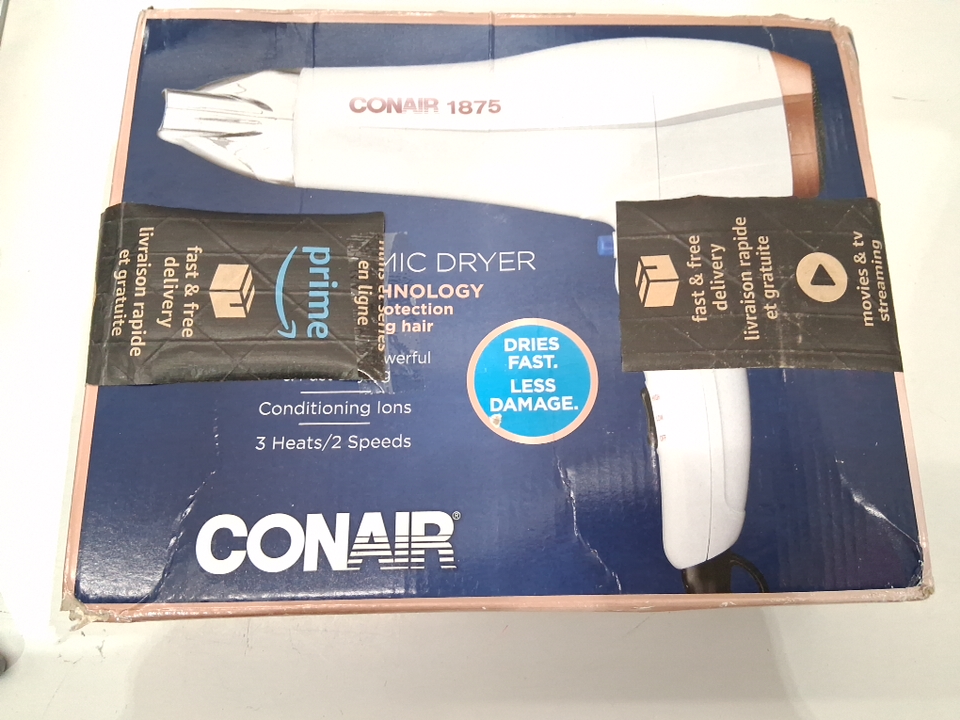 CONAIR 1875
MIC DRYER
HNOLOGY
otection
g hair
werful
Conditioning Ions
3 Heats/2 Speeds
DRIES
FAST.
LESS
DAMAGE.
CONAIR®
livraison rapide
et gratuite
fast & free
delivery
prime
en ligne
fast & free
delivery
livraison rapide
et gratuite
movies & tv
streaming